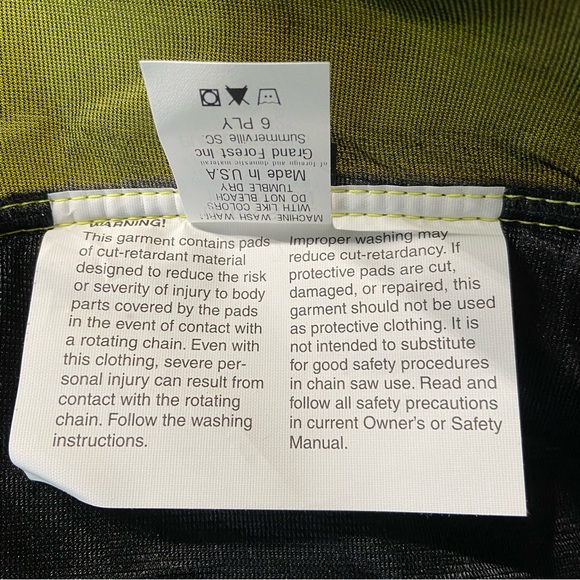 MACHINE WASH WARM
WITH LIKE COLORS
DO NOT BLEACH
TUMBLE DRY
Made In U.S.A
of foreign and domestic material
Grand Forest Inc
Summerville SC.
6 PLY
WARNING!
This garment contains pads
of cut-retardant material
designed to reduce the risk
or severity of injury to body
parts covered by the pads
in the event of contact with
a rotating chain. Even with
this clothing, severe per-
sonal injury can result from
contact with the rotating
chain. Follow the washing
instructions.
Improper washing may
reduce cut-retardancy. If
protective pads are cut,
damaged, or repaired, this
garment should not be used
as protective clothing. It is
not intended to substitute
for good safety procedures
in chain saw use. Read and
follow all safety precautions
in current Owner's or Safety
Manual.